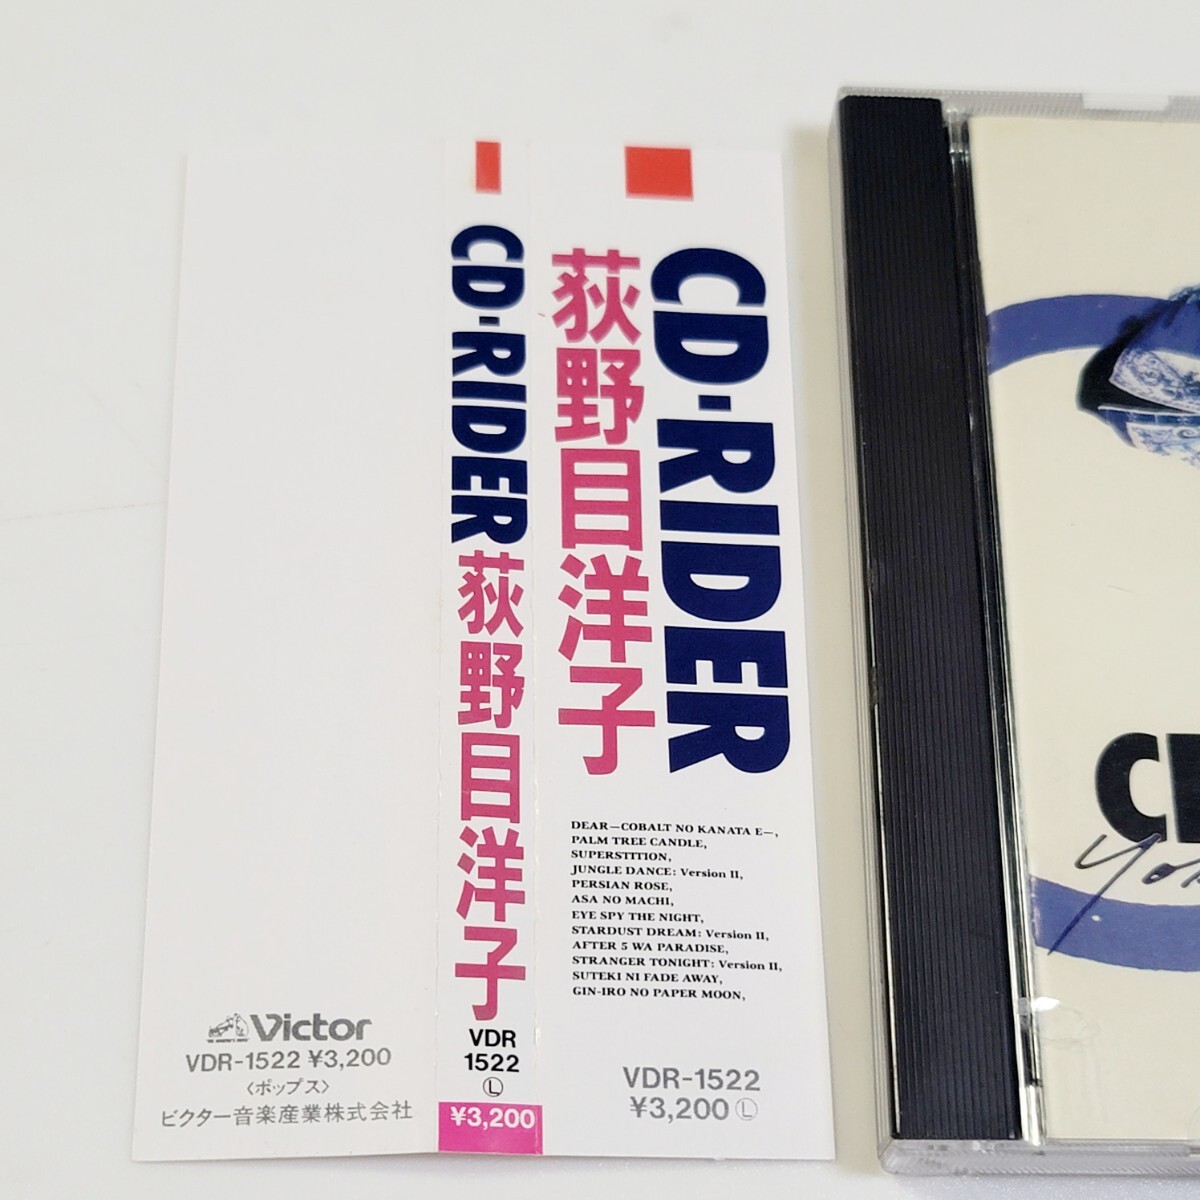 Victor
VDR-1522 ¥3,200
〈ポップス〉
ビクター音楽産業株式会社
CD-RIDER 荻野目洋子
VDR
1522
Ⓛ
¥3,200
CD-RIDER
荻野目洋子
DEAR—COBALT NO KANATA E—,
PALM TREE CANDLE,
SUPERSTITION,
JUNGLE DANCE: Version II,
PERSIAN ROSE,
ASA NO MACHI,
EYE SPY THE NIGHT,
STARDUST DREAM: Version II,
AFTER 5 WA PARADISE,
STRANGER TONIGHT: Version II,
SUTEKI NI FADE AWAY,
GIN-IRO NO PAPER MOON,
VDR-1522
¥3,200 Ⓛ